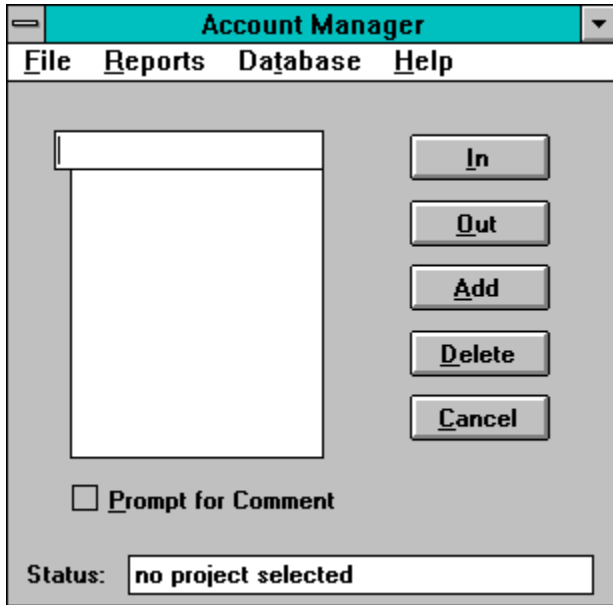 Account Manager
File Reports Database Help
In
Out
Add
Delete
Cancel
Prompt for Comment
Status: no project selected